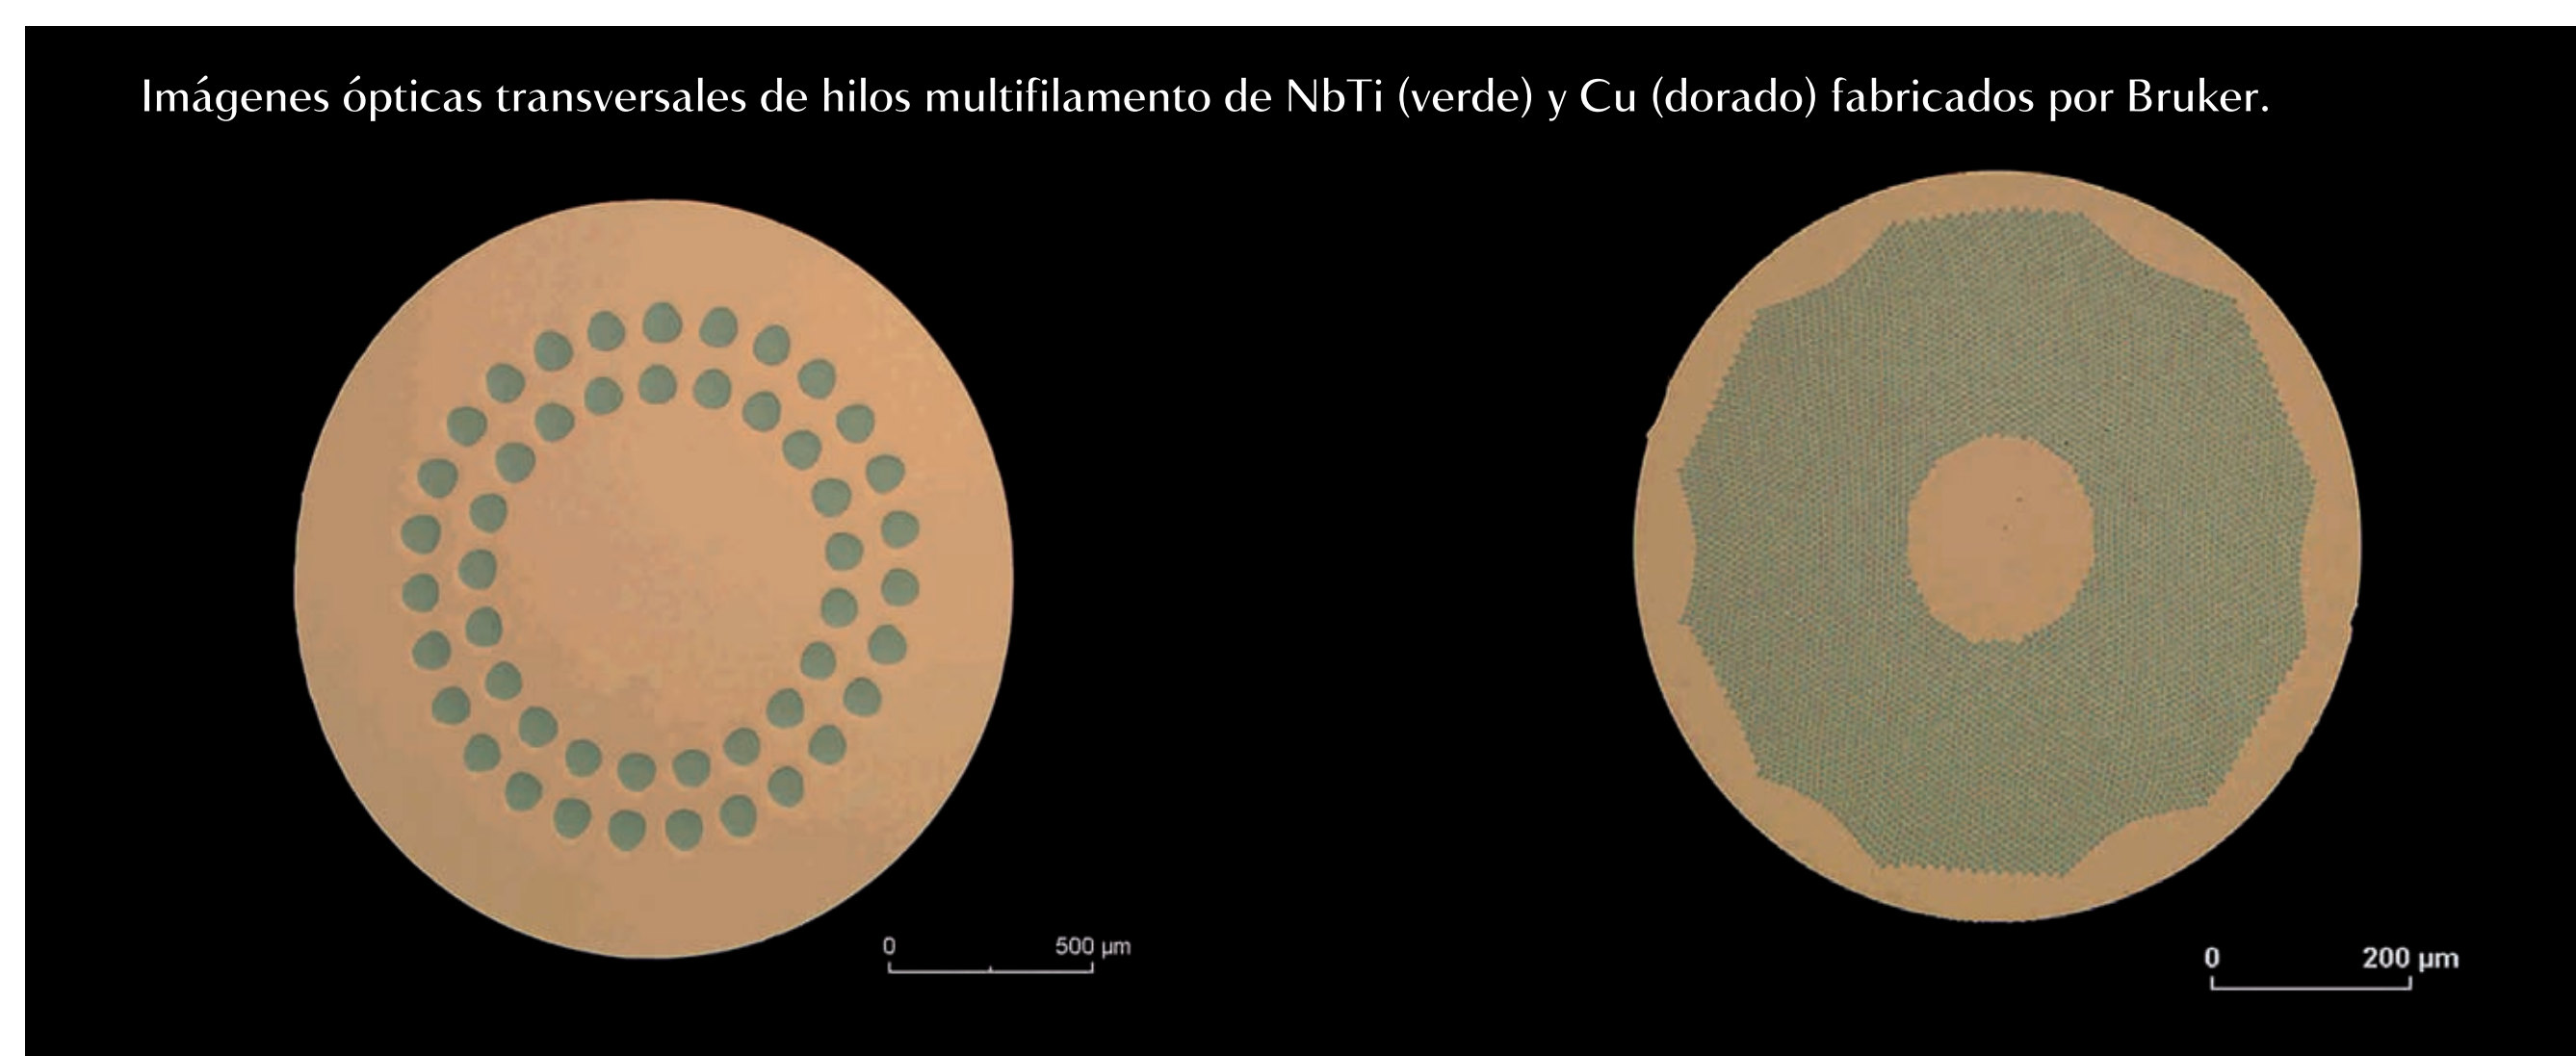 Imágenes ópticas transversales de hilos multifilamento de NbTi (verde) y Cu (dorado) fabricados por Bruker.
0 500 µm
0 200 µm